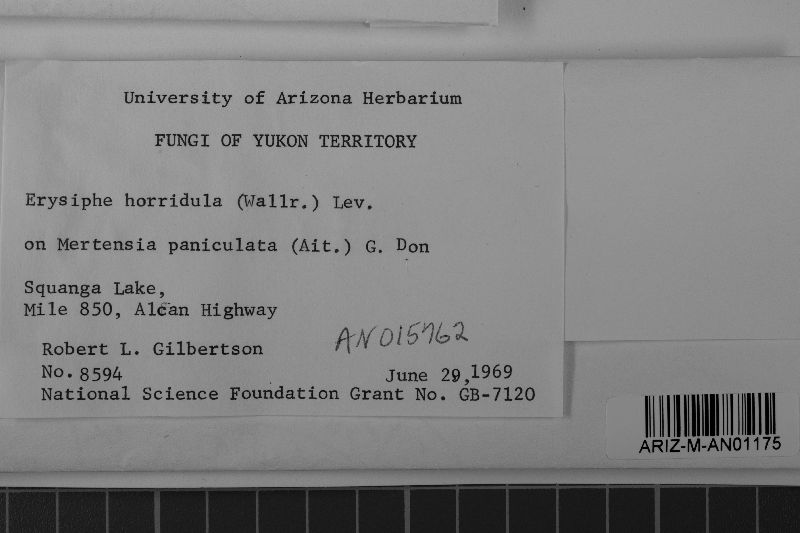 University of Arizona Herbarium
FUNGI OF YUKON TERRITORY
Erysiphe horridula (Wallr.) Lev.
on Mertensia paniculata (Ait.) G. Don
Squanga Lake,
Mile 850, Alcan Highway
AN015762
Robert L. Gilbertson
No. 8594 June 29, 1969
National Science Foundation Grant No. GB-7120
ARIZ-M-AN01175